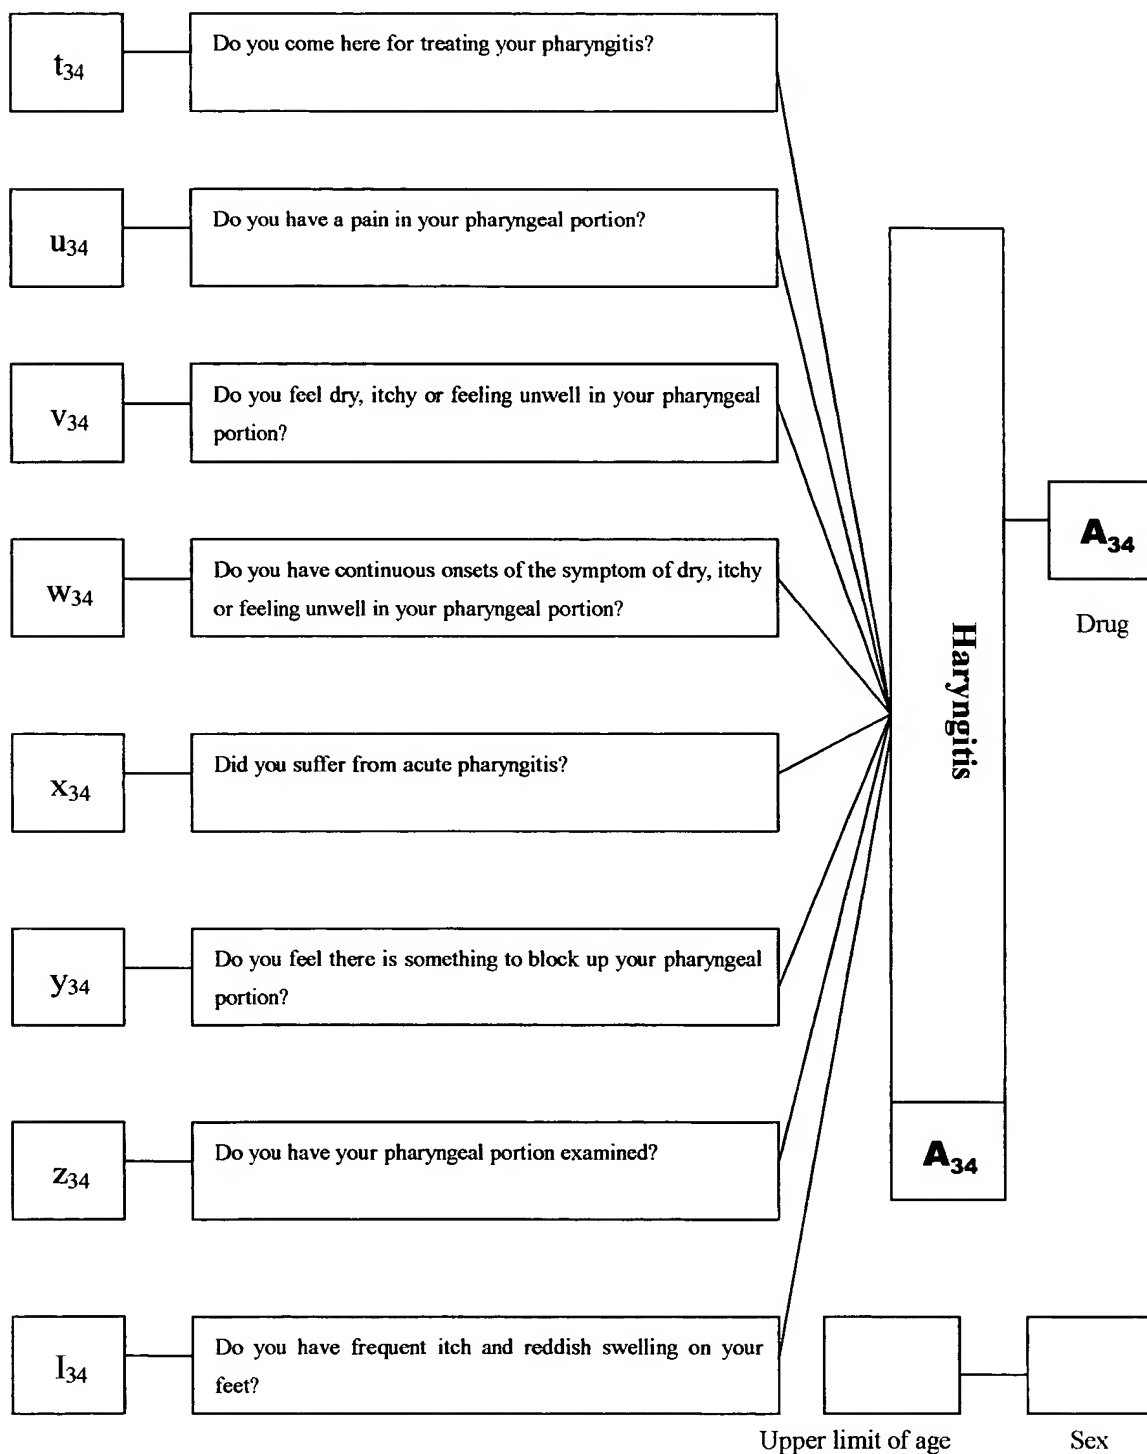 t34
Do you come here for treating your pharyngitis?
u34
Do you have a pain in your pharyngeal portion?
v34
Do you feel dry, itchy or feeling unwell in your pharyngeal
portion?
w34
Do you have continuous onsets of the symptom of dry, itchy
or feeling unwell in your pharyngeal portion?
x34
Did you suffer from acute pharyngitis?
y34
Do you feel there is something to block up your pharyngeal
portion?
z34
Do you have your pharyngeal portion examined?
I34
Do you have frequent itch and reddish swelling on your
feet?
Haryngitis
A34
A34
Drug
Upper limit of age
Sex